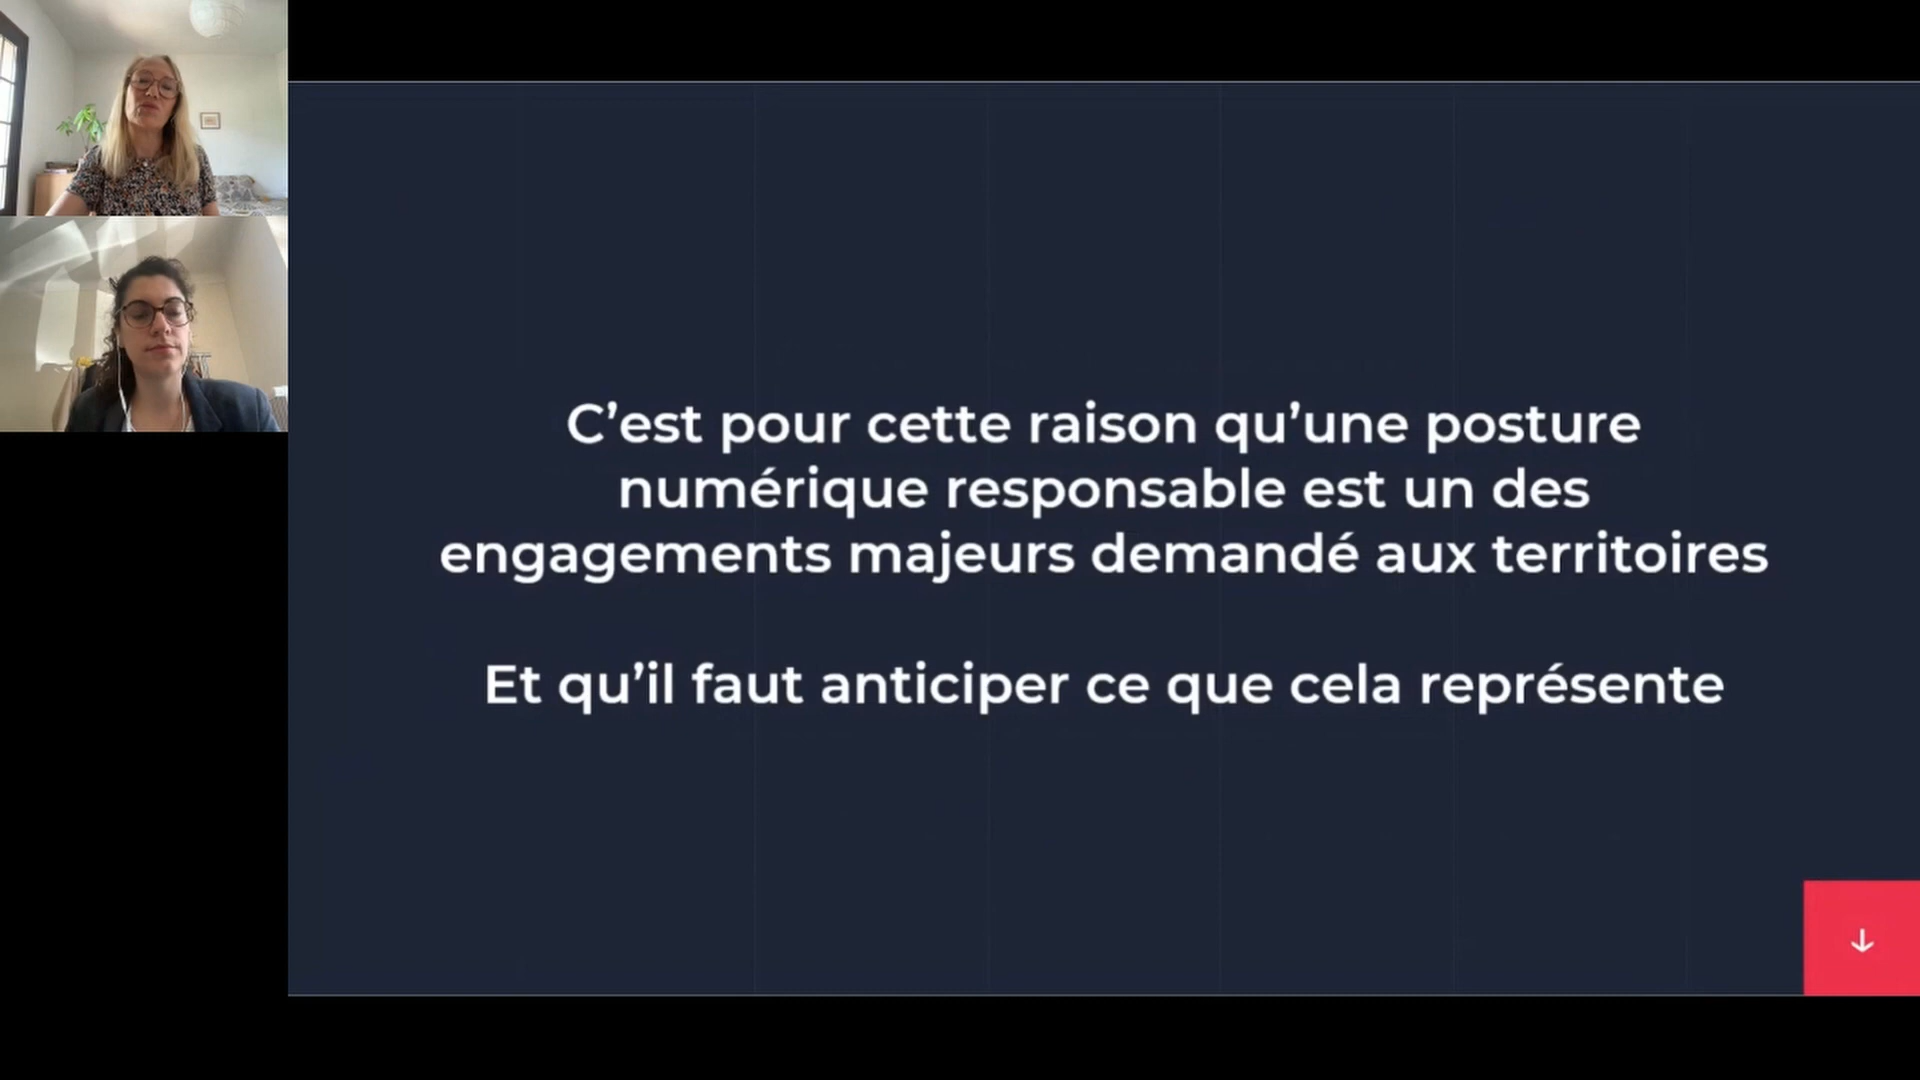 C’est pour cette raison qu’une posture
numérique responsable est un des
engagements majeurs demandé aux territoires
Et qu’il faut anticiper ce que cela représente